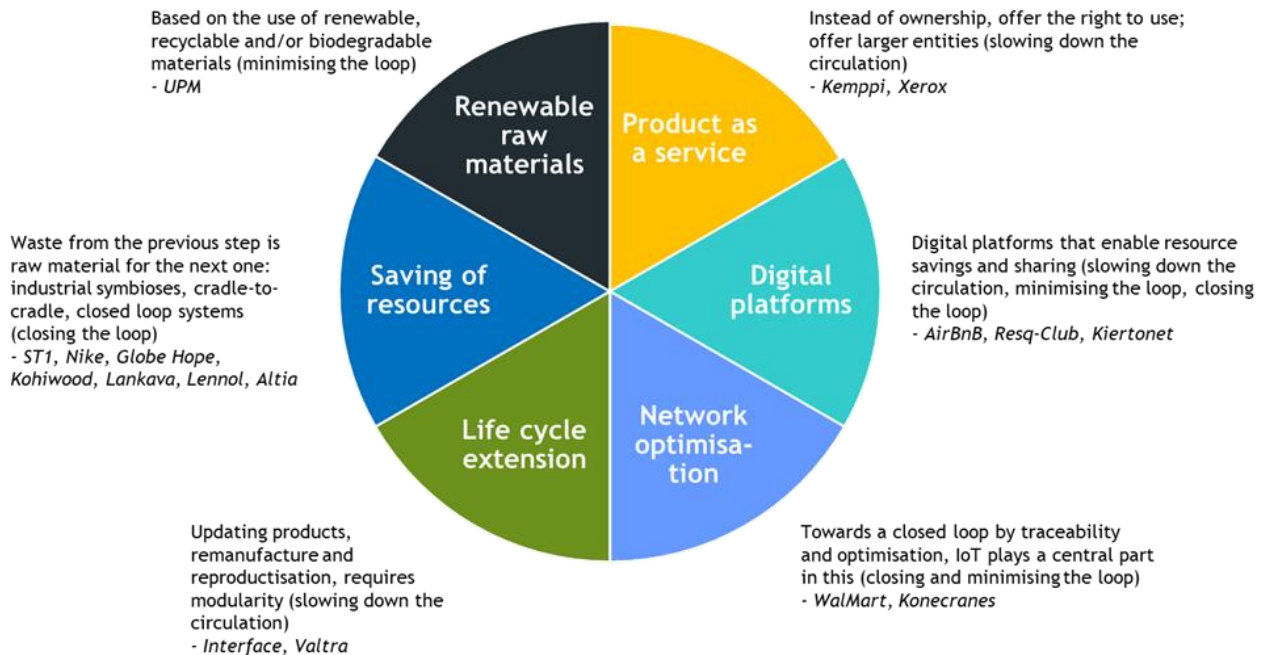 Based on the use of renewable,
recyclable and/or biodegradable
materials (minimising the loop)
- UPM
Instead of ownership, offer the right to use;
offer larger entities (slowing down the
circulation)
- Kemppi, Xerox
Renewable
raw
materials
Product as
a service
Waste from the previous step is
raw material for the next one:
industrial symbioses, cradle-to-
cradle, closed loop systems
(closing the loop)
- ST1, Nike, Globe Hope,
Kohiwood, Lankava, Lennol, Altia
Saving of
resources
Digital
platforms
Digital platforms that enable resource
savings and sharing (slowing down the
circulation, minimising the loop, closing
the loop)
- AirBnB, Resq-Club, Kiertonet
Life cycle
extension
Network
optimisa-
tion
Updating products,
remanufacture and
reproductisation, requires
modularity (slowing down the
circulation)
- Interface, Valtra
Towards a closed loop by traceability
and optimisation, IoT plays a central part
in this (closing and minimising the loop)
- WalMart, Konecranes